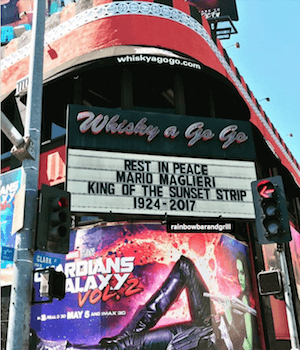 whiskyagogo.com
Whisky a Go Go
REST IN PEACE
MARIO MAGLIERI
KING OF THE SUNSET STRIP
1924-2017
rainbowbarandgrill
CLARK
GUARDIANS
GALAXY
VOL. 2
MAY 5